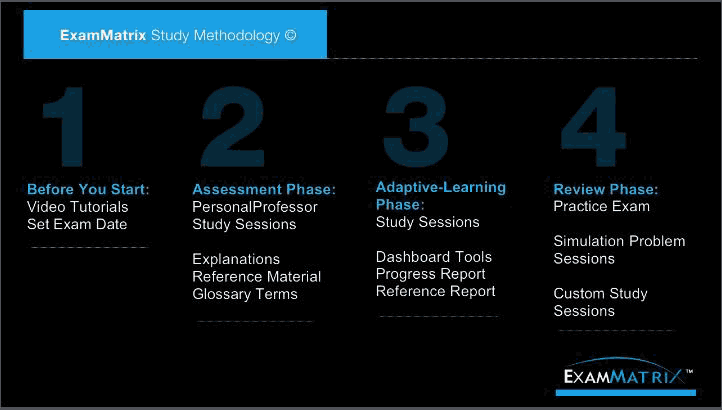 ExamMatrix Study Methodology ©
1
Before You Start:
Video Tutorials
Set Exam Date
2
Assessment Phase:
PersonalProfessor
Study Sessions
Explanations
Reference Material
Glossary Terms
3
Adaptive-Learning
Phase:
Study Sessions
Dashboard Tools
Progress Report
Reference Report
4
Review Phase:
Practice Exam
Simulation Problem
Sessions
Custom Study
Sessions
EXAMMATRIX™